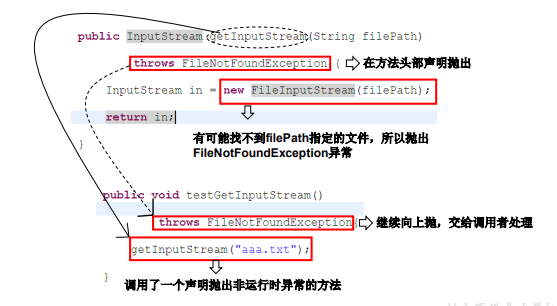 public InputStream getInputStream(String filePath)
throws FileNotFoundException { 在方法头部声明抛出
InputStream in = new FileInputStream(filePath);
return in;
有可能找不到filePath指定的文件，所以抛出
FileNotFoundException异常
}
public void testGetInputStream()
throws FileNotFoundException{ 继续向上抛，交给调用者处理
getInputStream("aaa.txt");
}
调用了一个声明抛出非运行时异常的方法